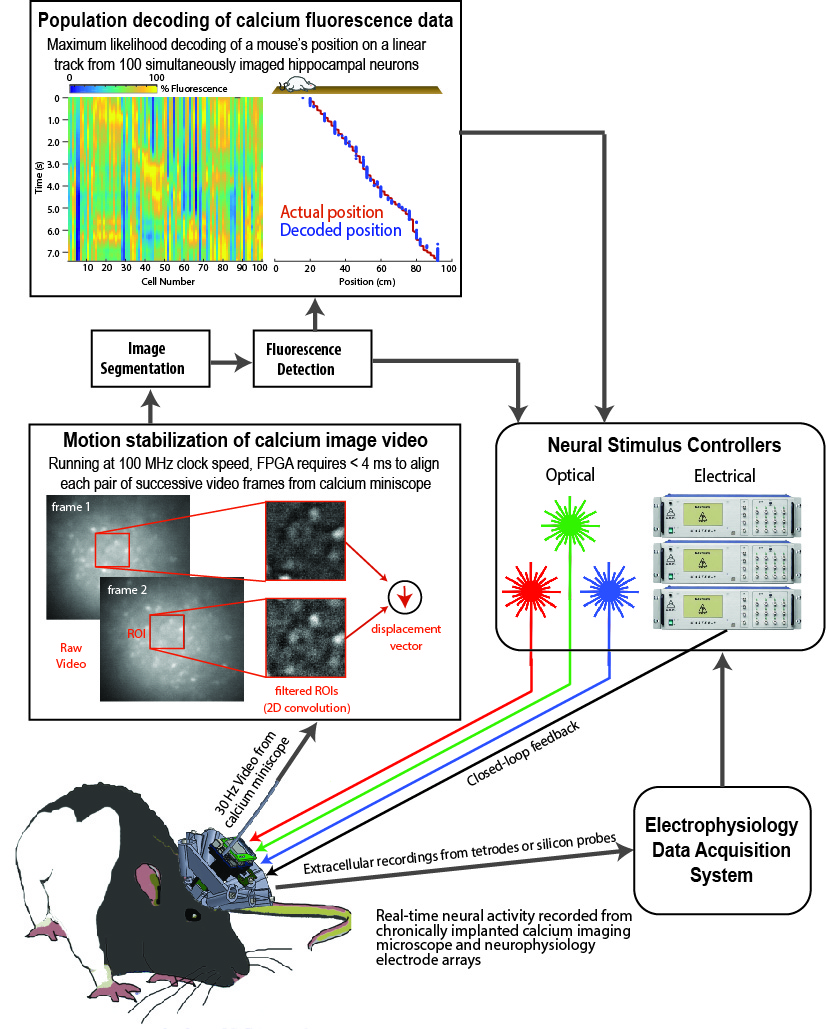 Population decoding of calcium fluorescence data
Maximum likelihood decoding of a mouse's position on a linear
track from 100 simultaneously imaged hippocampal neurons
0 100
% Fluorescence
0
1.0
2.0
3.0
4.0
5.0
6.0
7.0
Time (s)
10 20 30 40 50 60 70 80 90 100
Cell Number
Actual position
Decoded position
0 20 40 60 80 100
Position (cm)
Image
Segmentation
Fluorescence
Detection
Motion stabilization of calcium image video
Running at 100 MHz clock speed, FPGA requires < 4 ms to align
each pair of successive video frames from calcium miniscope
frame 1
frame 2
ROI
Raw
Video
filtered ROIs
(2D convolution)
displacement
vector
Neural Stimulus Controllers
Optical
Electrical
30 Hz Video from
calcium miniscope
Closed-loop feedback
Extracellular recordings from tetrodes or silicon probes
Electrophysiology
Data Acquisition
System
Real-time neural activity recorded from
chronically implanted calcium imaging
microscope and neurophysiology
electrode arrays